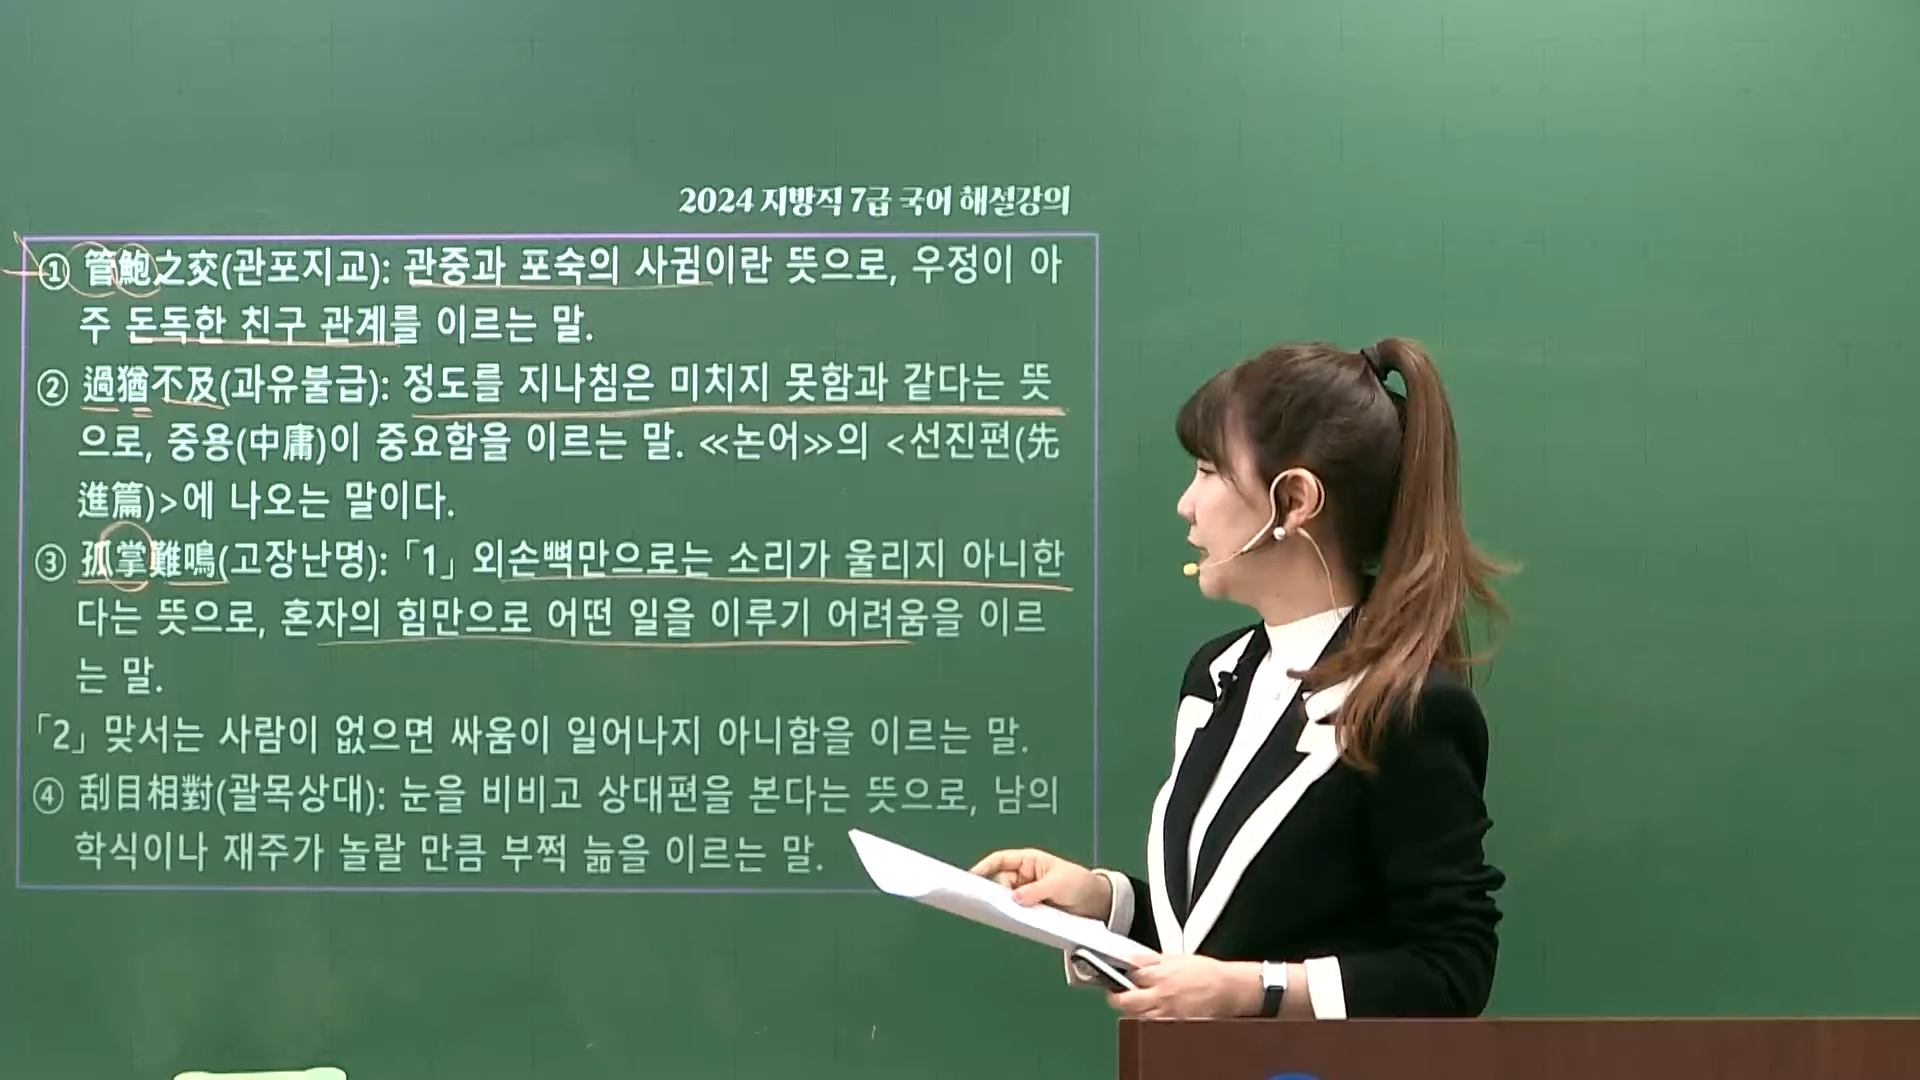 2024 지방직 7급 국어 해설강의
① 管鮑之交(관포지교): 관중과 포숙의 사귐이란 뜻으로, 우정이 아
주 돈독한 친구 관계를 이르는 말.
② 過猶不及(과유불급): 정도를 지나침은 미치지 못함과 같다는 뜻
으로, 중용(中庸)이 중요함을 이르는 말. ≪논어≫의 <선진편(先
進篇)>에 나오는 말이다.
③ 孤掌難鳴(고장난명):「1」외손뼉만으로는 소리가 울리지 아니한
다는 뜻으로, 혼자의 힘만으로 어떤 일을 이루기 어려움을 이르
는 말.
「2」맞서는 사람이 없으면 싸움이 일어나지 아니함을 이르는 말.
④ 刮目相對(괄목상대): 눈을 비비고 상대편을 본다는 뜻으로, 남의
학식이나 재주가 놀랄 만큼 부쩍 늚을 이르는 말.